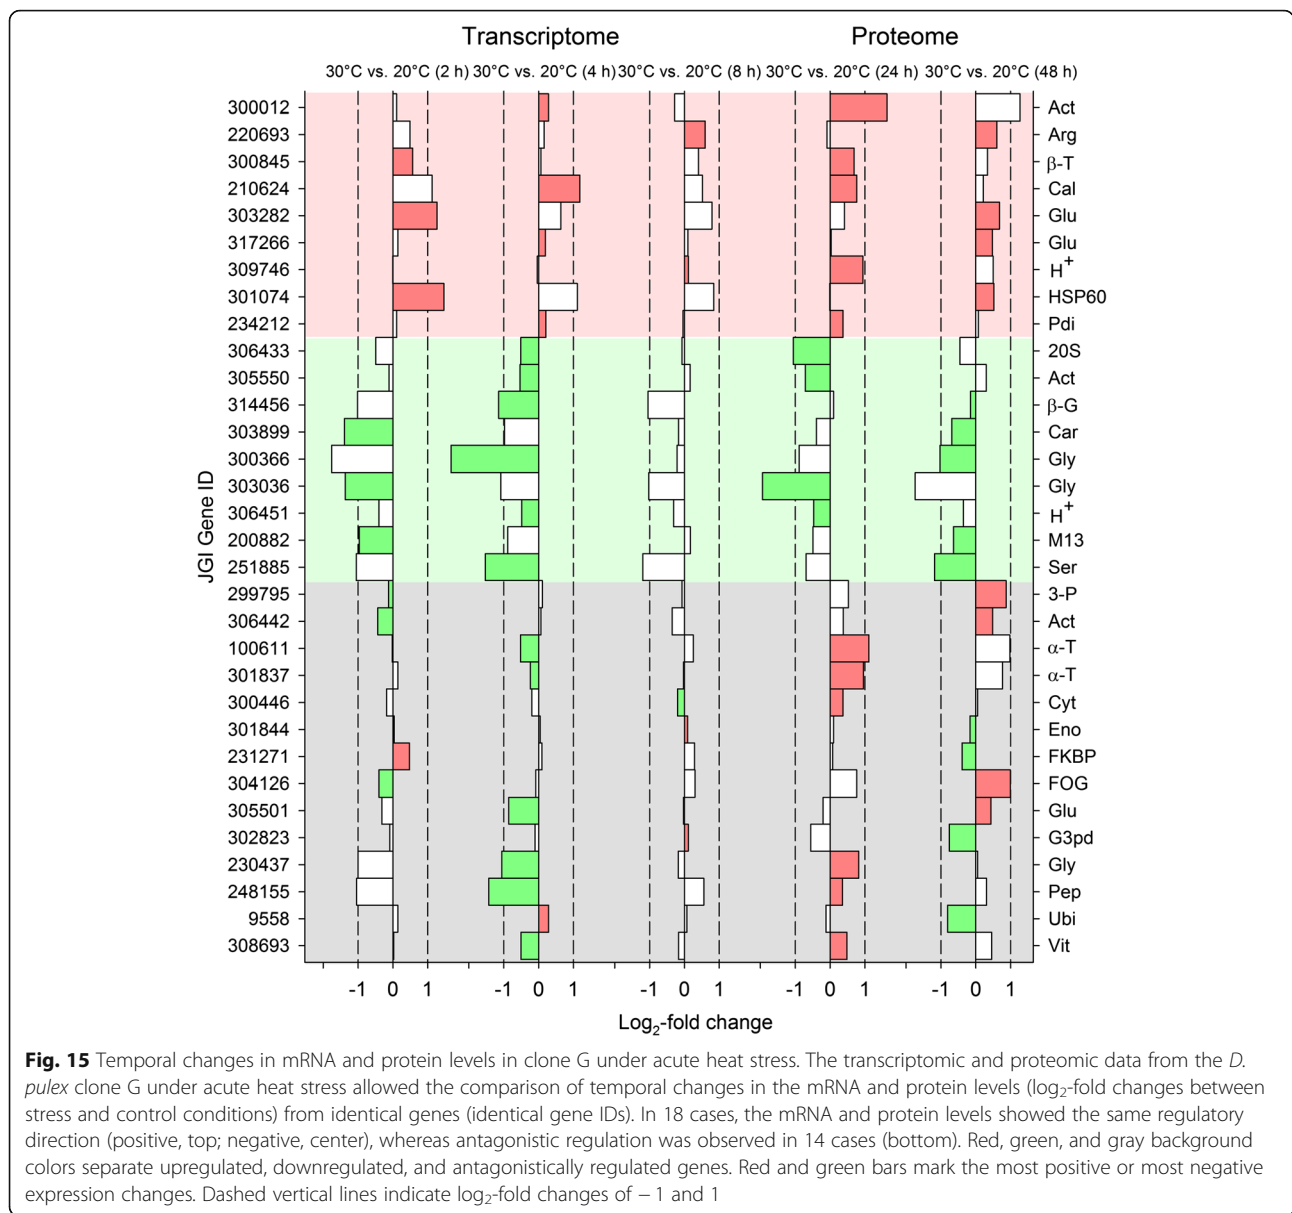 Transcriptome Proteome
30°C vs. 20°C (2 h) 30°C vs. 20°C (4 h) 30°C vs. 20°C (8 h) 30°C vs. 20°C (24 h) 30°C vs. 20°C (48 h)
JGI Gene ID
300012 Act
220693 Arg
300845 β-T
210624 Cal
303282 Glu
317266 Glu
309746 H+
301074 HSP60
234212 Pdi
306433 20S
305550 Act
314456 β-G
303899 Car
300366 Gly
303036 Gly
306451 H+
200882 M13
251885 Ser
299795 3-P
306442 Act
100611 α-T
301837 α-T
300446 Cyt
301844 Eno
231271 FKBP
304126 FOG
305501 Glu
302823 G3pd
230437 Gly
248155 Pep
9558 Ubi
308693 Vit
-1 0 1 -1 0 1 -1 0 1 -1 0 1 -1 0 1
Log2-fold change
Fig. 15 Temporal changes in mRNA and protein levels in clone G under acute heat stress. The transcriptomic and proteomic data from the D.
pulex clone G under acute heat stress allowed the comparison of temporal changes in the mRNA and protein levels (log2-fold changes between
stress and control conditions) from identical genes (identical gene IDs). In 18 cases, the mRNA and protein levels showed the same regulatory
direction (positive, top; negative, center), whereas antagonistic regulation was observed in 14 cases (bottom). Red, green, and gray background
colors separate upregulated, downregulated, and antagonistically regulated genes. Red and green bars mark the most positive or most negative
expression changes. Dashed vertical lines indicate log2-fold changes of − 1 and 1